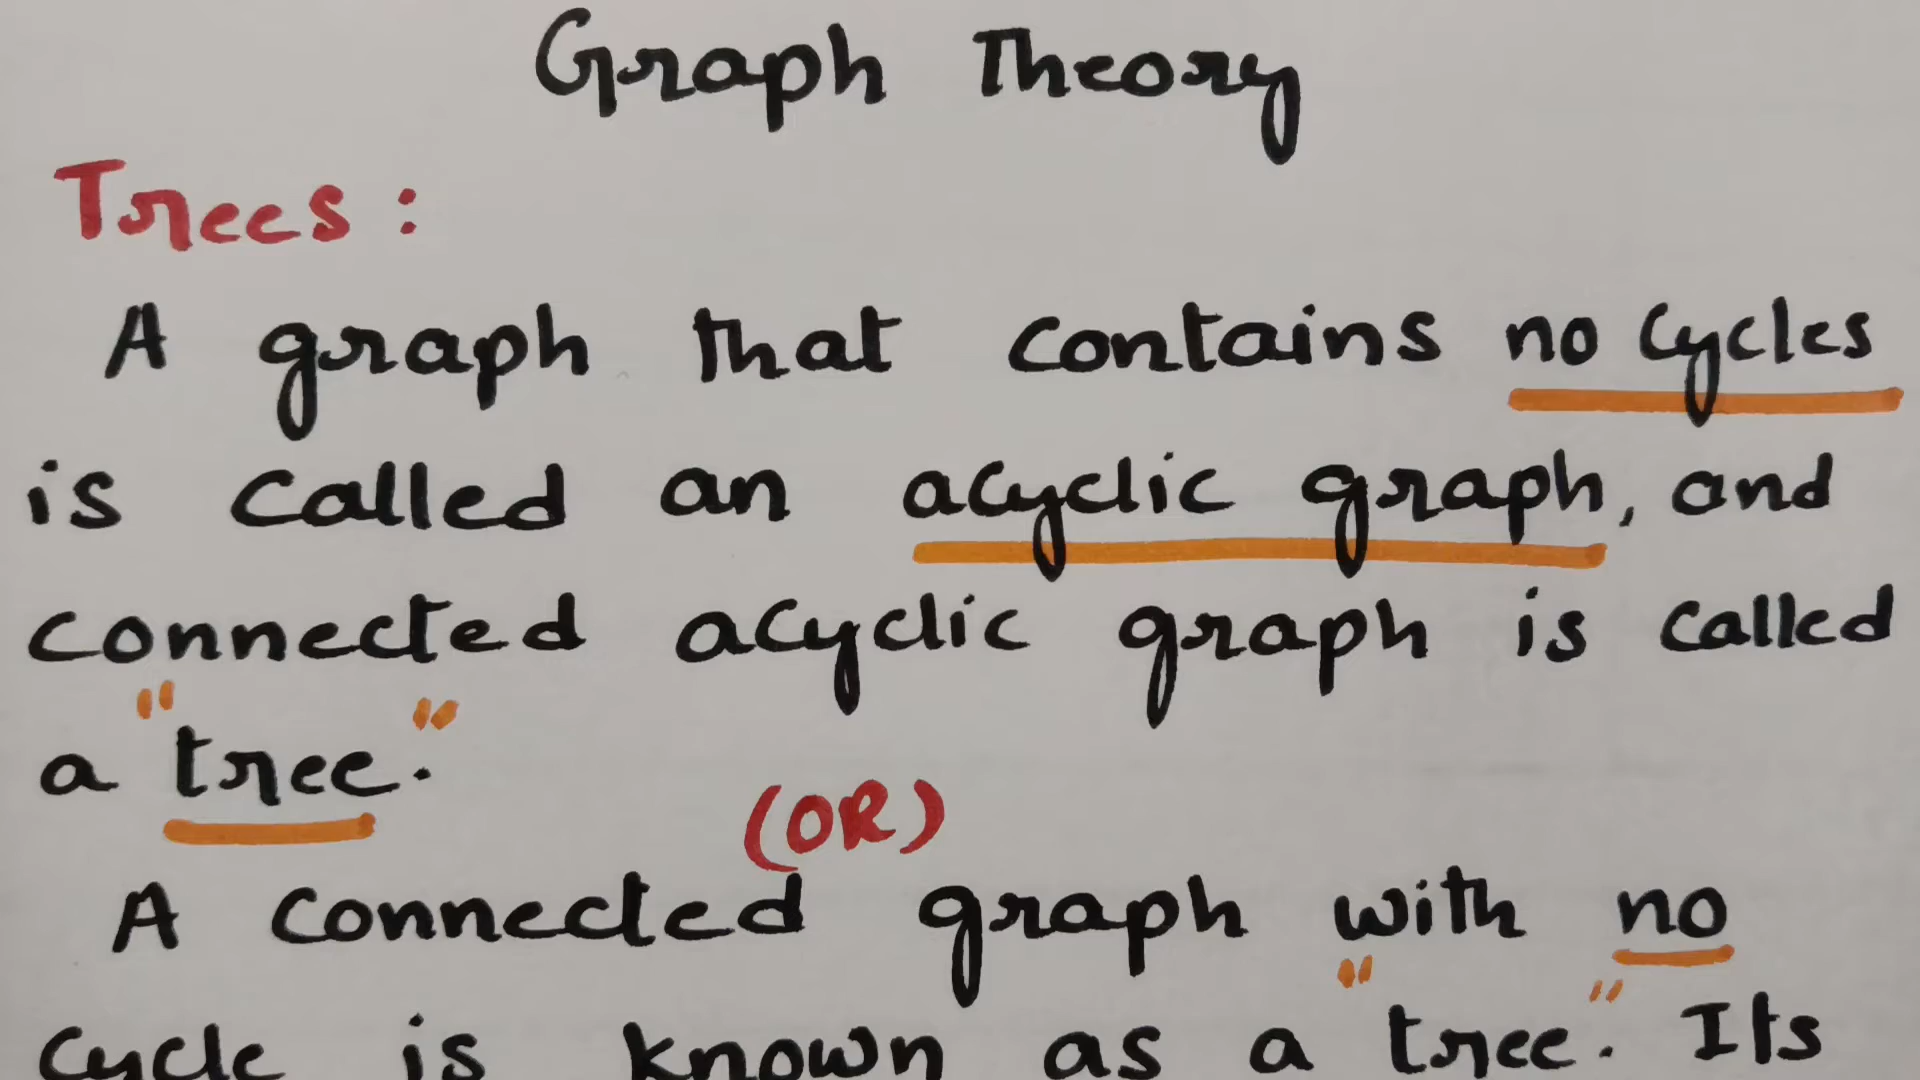 Graph Theory
Trees :
A graph that contains no cycles
is called an acyclic graph, and
connected acyclic graph is called
a "tree."
(OR)
A connected graph with no
cycle is known as a "tree". Its